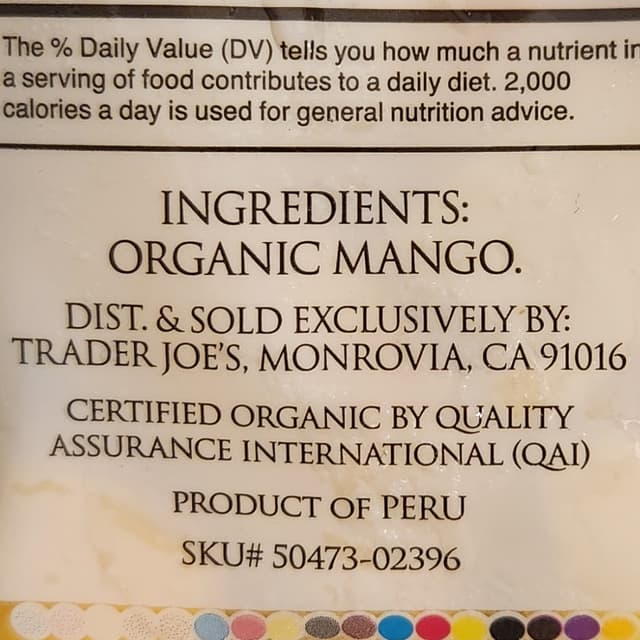 The % Daily Value (DV) tells you how much a nutrient in
a serving of food contributes to a daily diet. 2,000
calories a day is used for general nutrition advice.
INGREDIENTS:
ORGANIC MANGO.
DIST. & SOLD EXCLUSIVELY BY:
TRADER JOE'S, MONROVIA, CA 91016
CERTIFIED ORGANIC BY QUALITY
ASSURANCE INTERNATIONAL (QAI)
PRODUCT OF PERU
SKU# 50473-02396